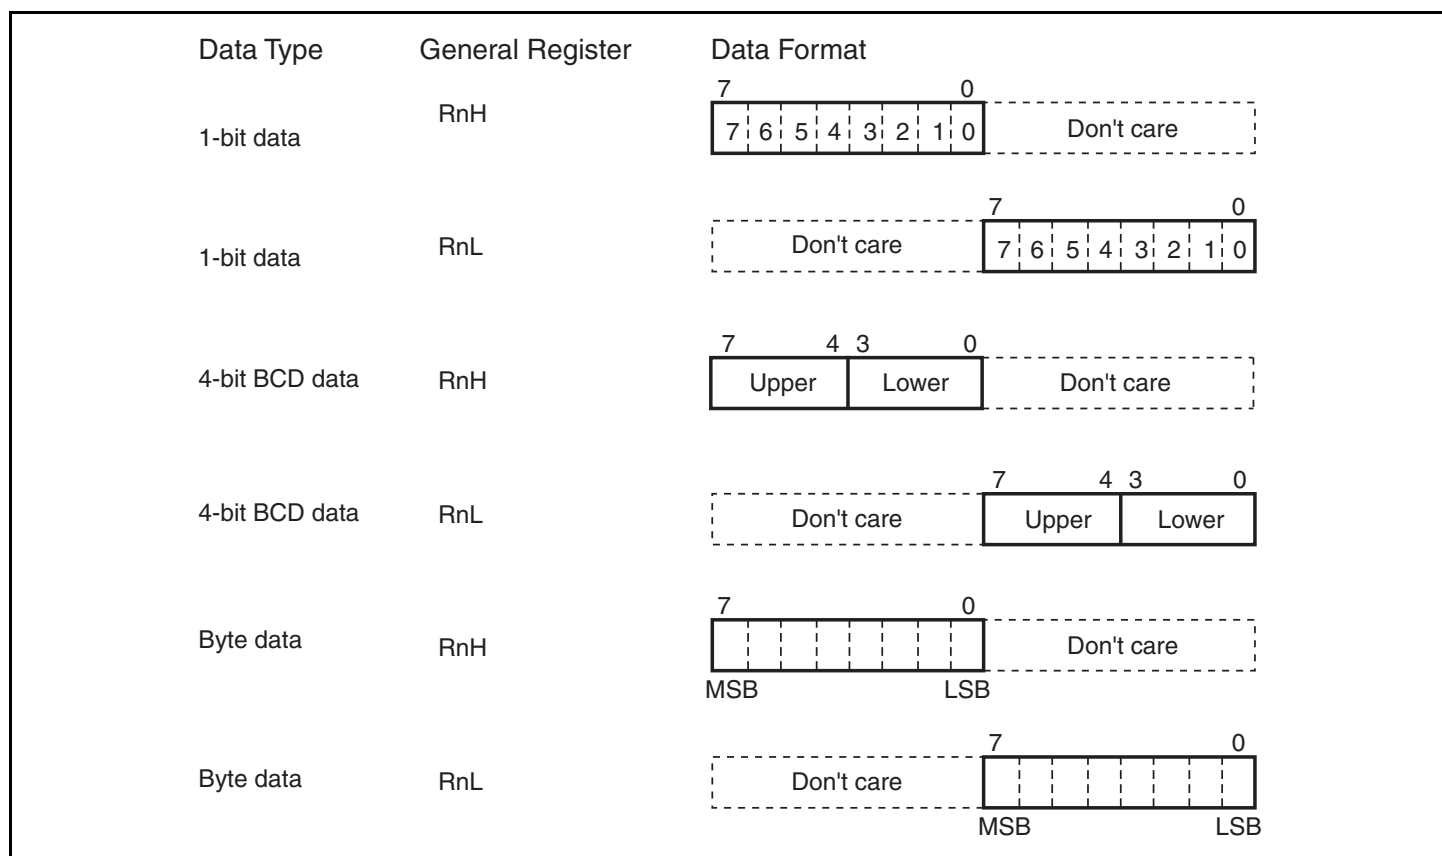 Data Type General Register Data Format
7 0
1-bit data RnH 7 6 5 4 3 2 1 0 Don't care
7 0
1-bit data RnL Don't care 7 6 5 4 3 2 1 0
7 4 3 0
4-bit BCD data RnH Upper Lower Don't care
7 4 3 0
4-bit BCD data RnL Don't care Upper Lower
7 0
Byte data RnH Don't care
MSB LSB
7 0
Byte data RnL Don't care
MSB LSB